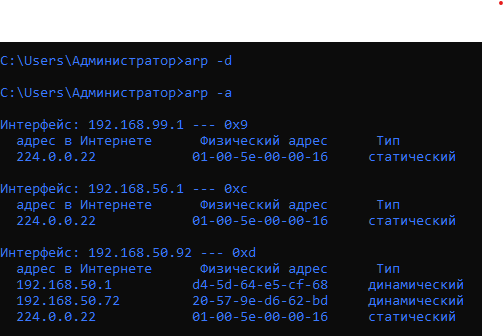 C:\Users\Администратор>arp -d
C:\Users\Администратор>arp -a
Интерфейс: 192.168.99.1 --- 0x9
адрес в Интернете Физический адрес Тип
224.0.0.22 01-00-5e-00-00-16 статический
Интерфейс: 192.168.56.1 --- 0xc
адрес в Интернете Физический адрес Тип
224.0.0.22 01-00-5e-00-00-16 статический
Интерфейс: 192.168.50.92 --- 0xd
адрес в Интернете Физический адрес Тип
192.168.50.1 d4-5d-64-e5-cf-68 динамический
192.168.50.72 20-57-9e-d6-62-bd динамический
224.0.0.22 01-00-5e-00-00-16 статический